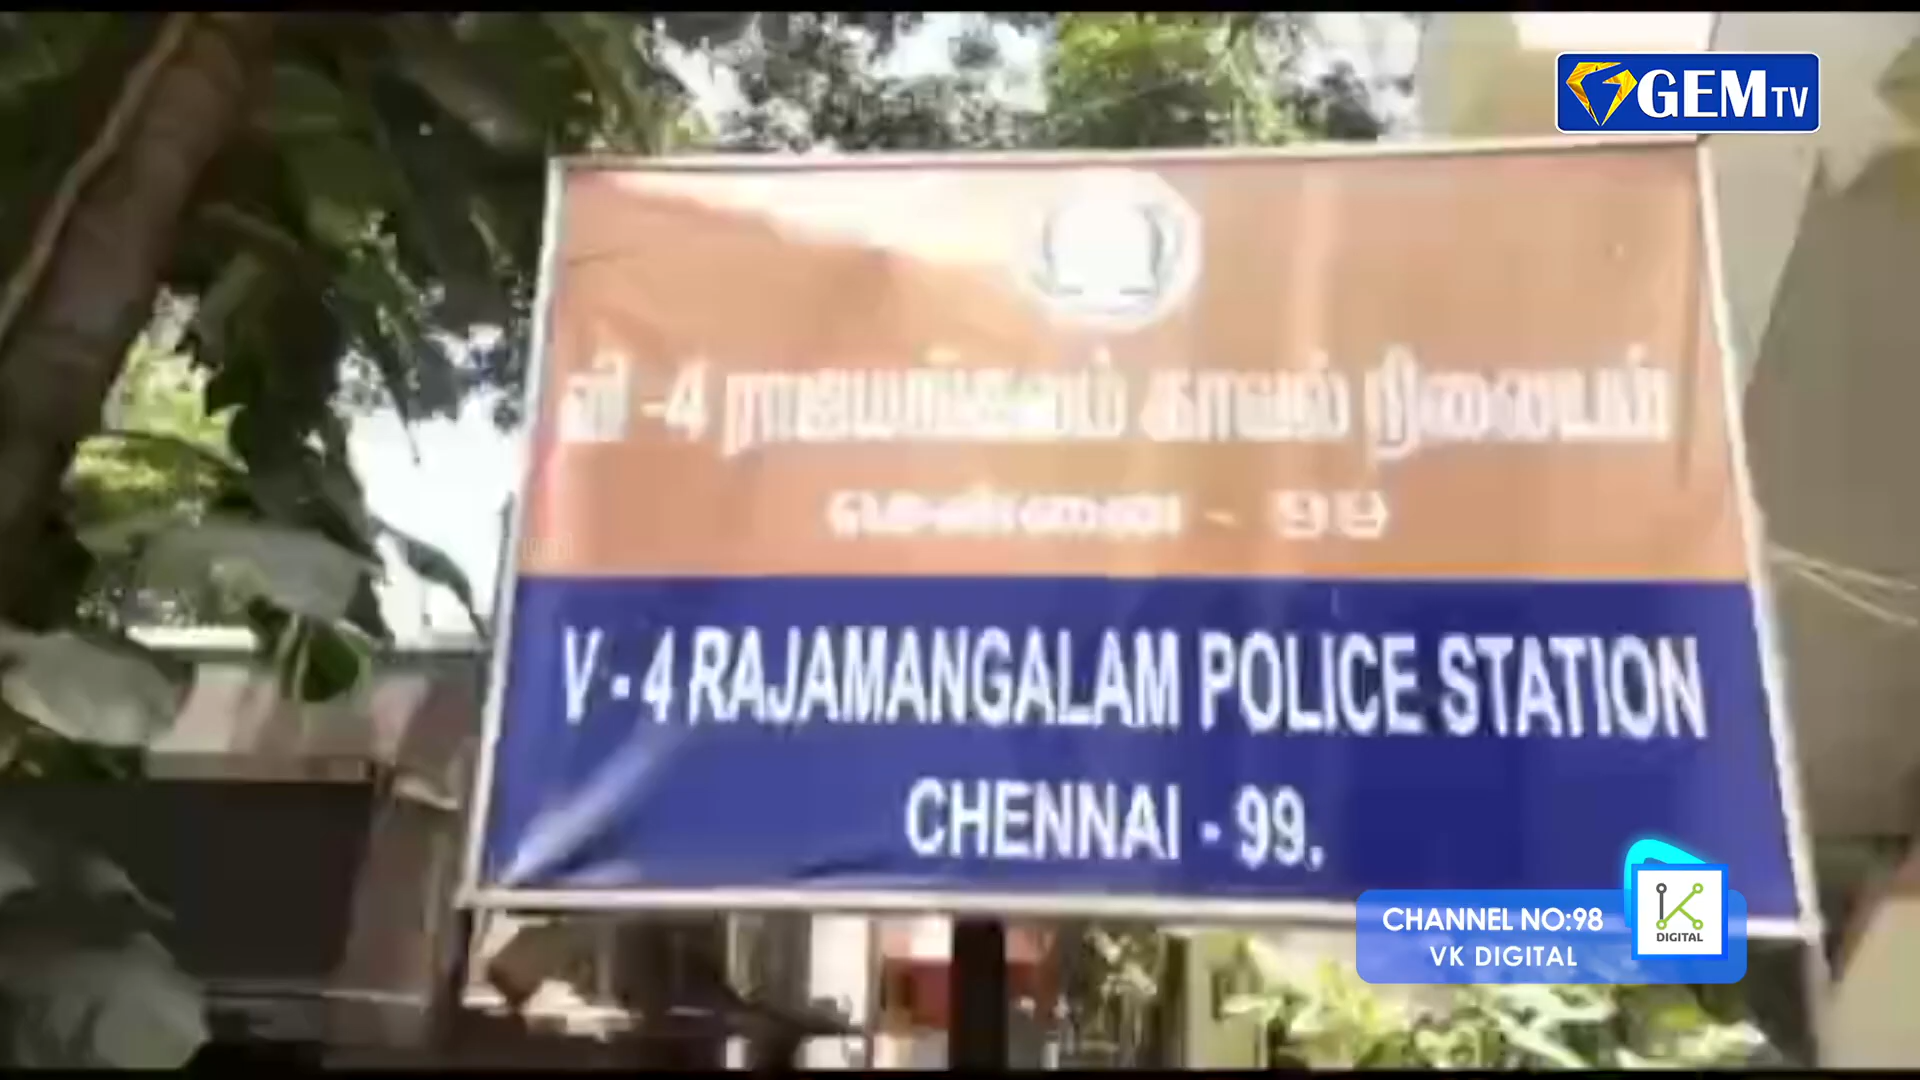 GEM TV
வி -4 ராஜமங்கலம் காவல் நிலையம்
சென்னை - 99
V - 4 RAJAMANGALAM POLICE STATION
CHENNAI - 99.
CHANNEL NO:98
VK DIGITAL
K DIGITAL